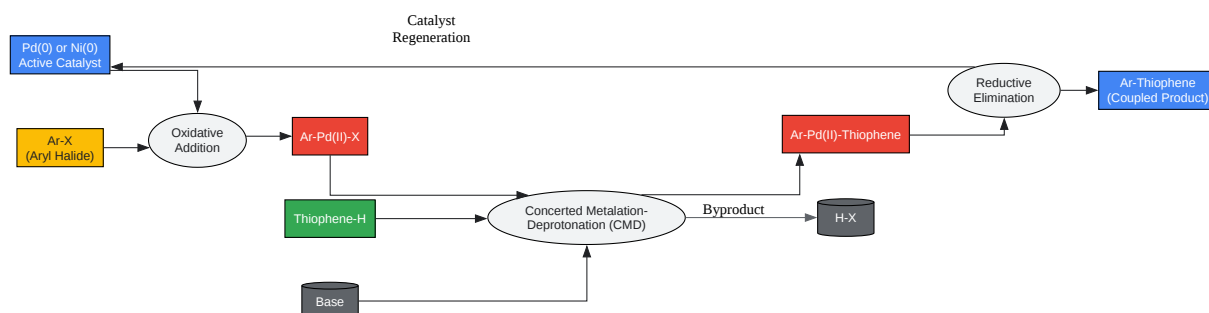 Catalyst
Regeneration
Pd(0) or Ni(0)
Active Catalyst
Reductive
Elimination
Ar-Thiophene
(Coupled Product)
Oxidative
Addition
Ar-X
(Aryl Halide)
Ar-Pd(II)-X
Ar-Pd(II)-Thiophene
Thiophene-H
Concerted Metalation-
Deprotonation (CMD)
Byproduct
H-X
Base